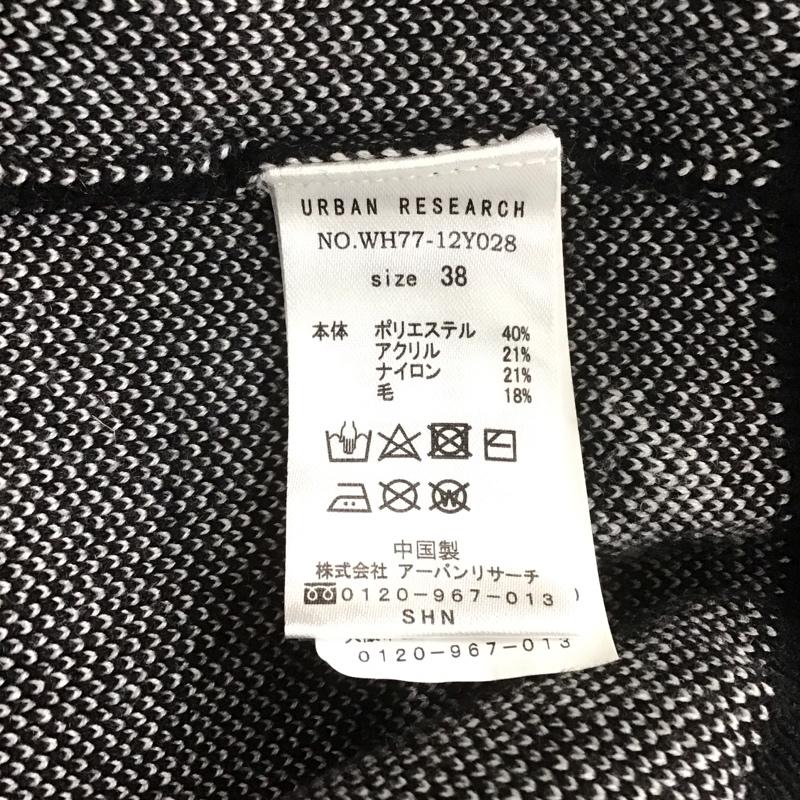 URBAN RESEARCH
NO.WH77-12Y028
size 38
本体 ポリエステル 40%
アクリル 21%
ナイロン 21%
毛 18%
中国製
株式会社 アーバンリサーチ
0120-967-013 )
SHN
0120-967-013